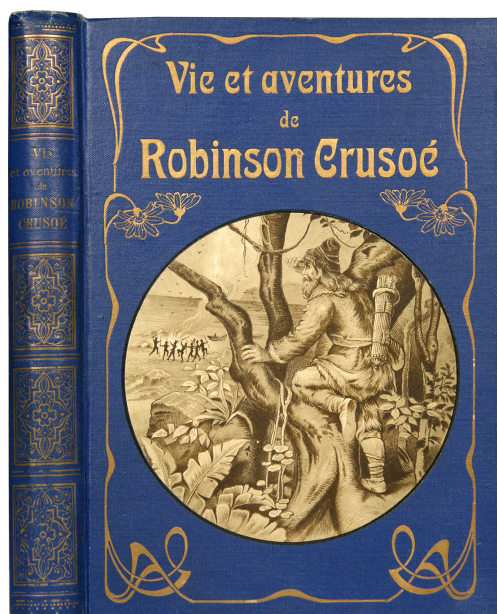 Vie et aventures
de
Robinson Crusoé
Vie
et aventures
de
ROBINSON
CRUSOÉ